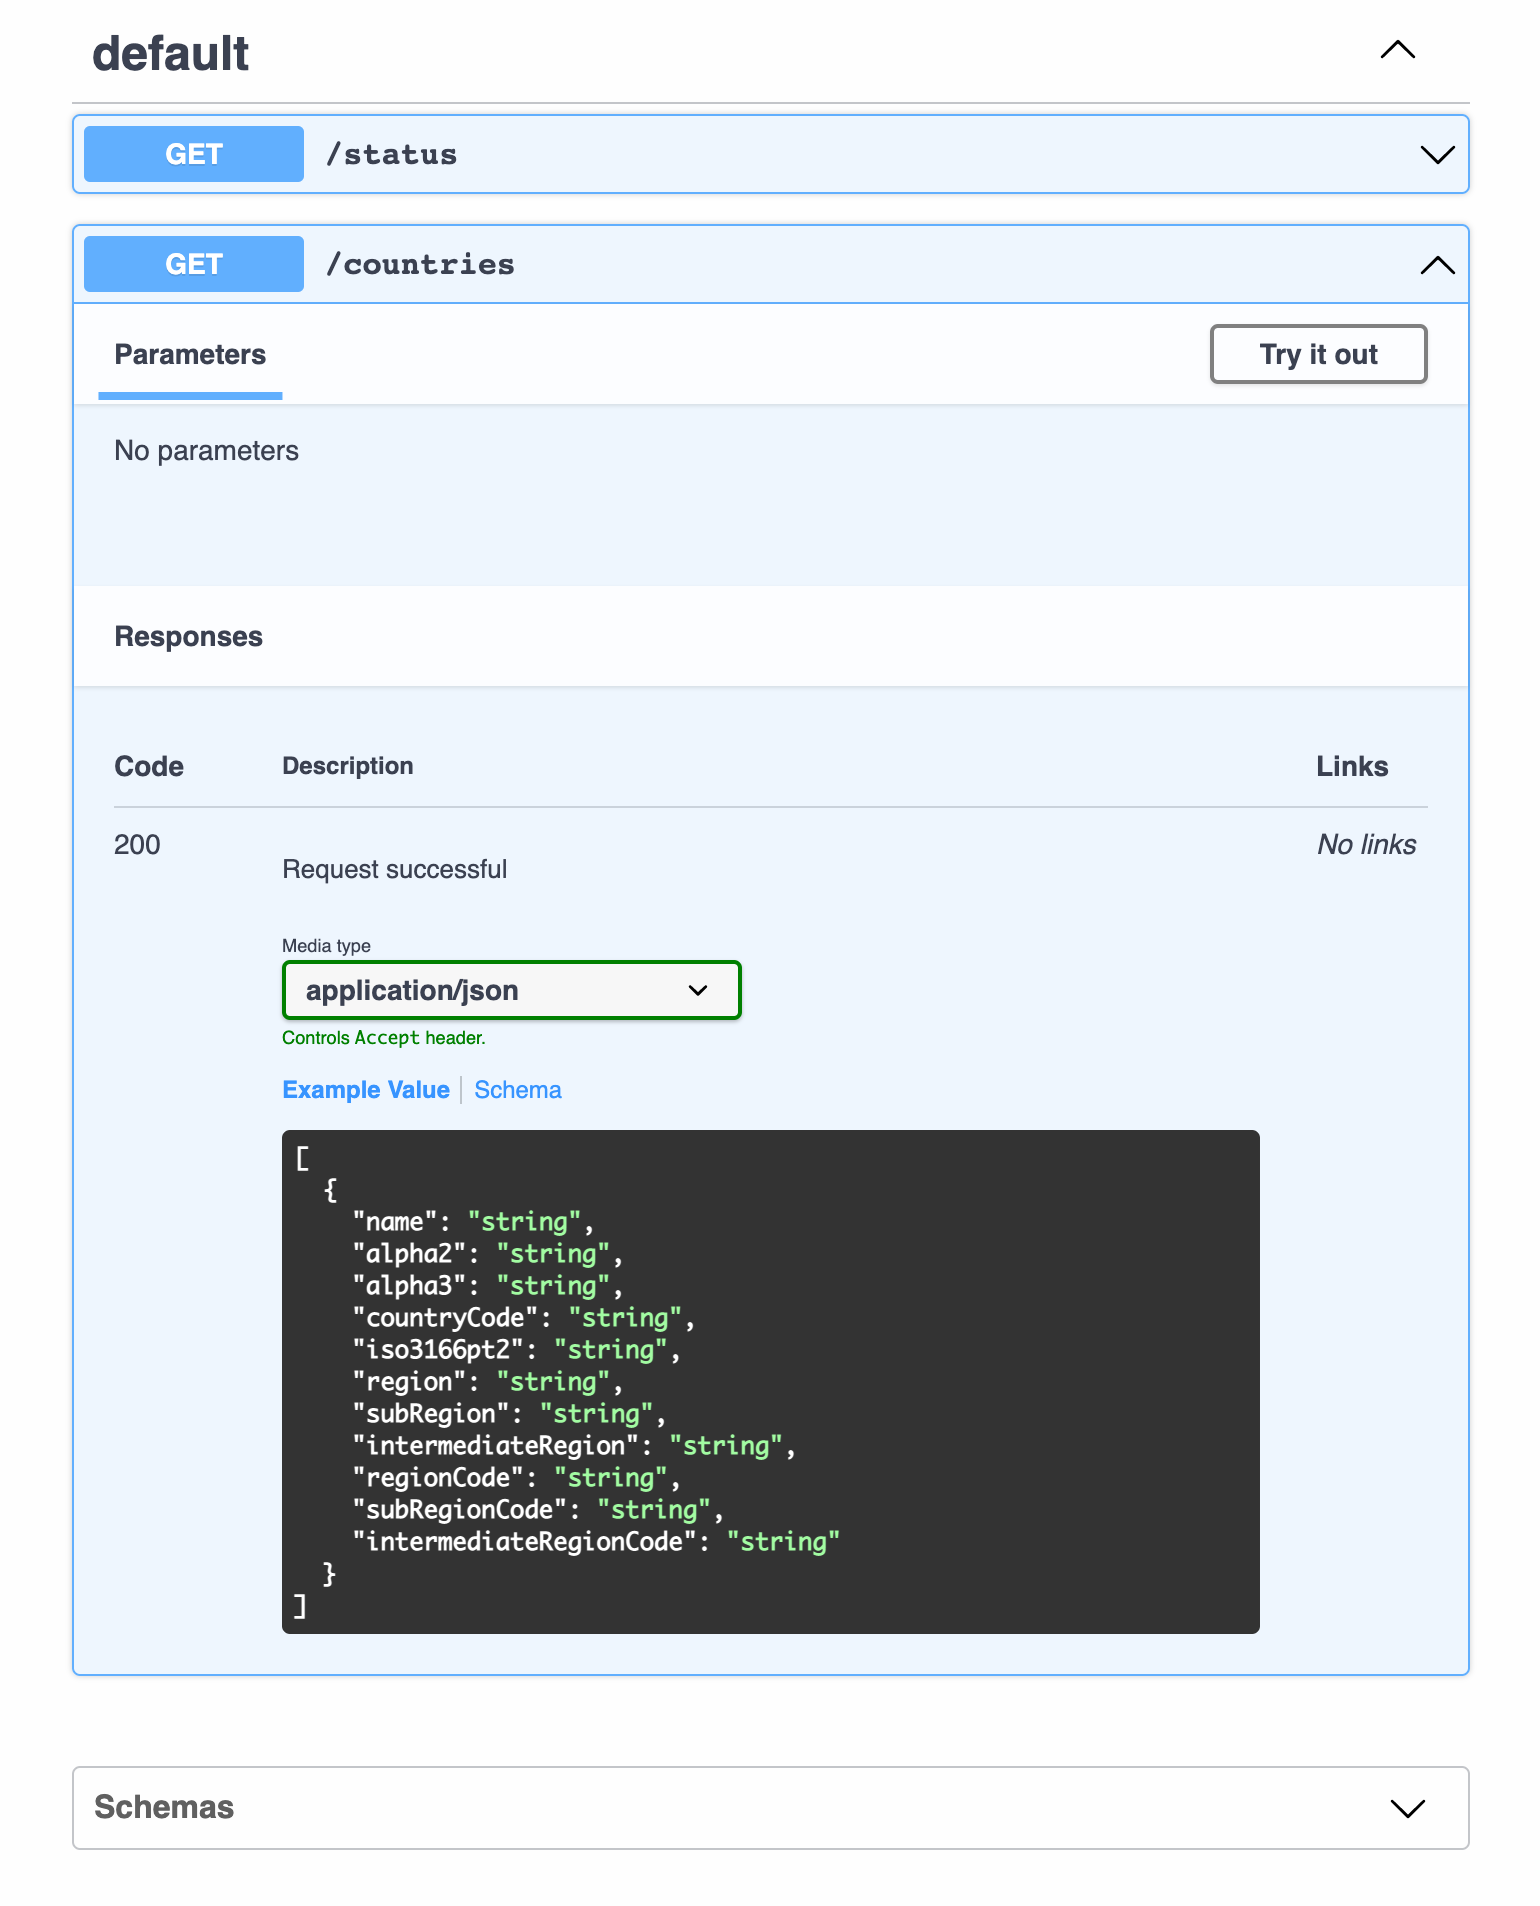 default
GET /status
GET /countries
Parameters Try it out
No parameters
Responses
Code Description Links
200 No links
Request successful
Media type
application/json
Controls Accept header.
Example Value Schema
[
  {
    "name": "string",
    "alpha2": "string",
    "alpha3": "string",
    "countryCode": "string",
    "iso3166pt2": "string",
    "region": "string",
    "subRegion": "string",
    "intermediateRegion": "string",
    "regionCode": "string",
    "subRegionCode": "string",
    "intermediateRegionCode": "string"
  }
]
Schemas